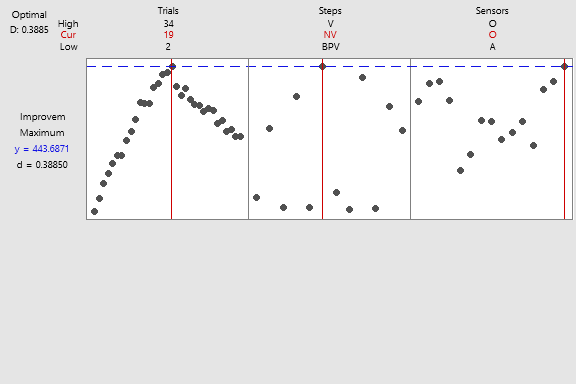 Optimal
D: 0.3885
High
Cur
Low
Trials
34
19
2
Steps
V
NV
BPV
Sensors
O
O
A
Improvem
Maximum
y = 443.6871
d = 0.38850